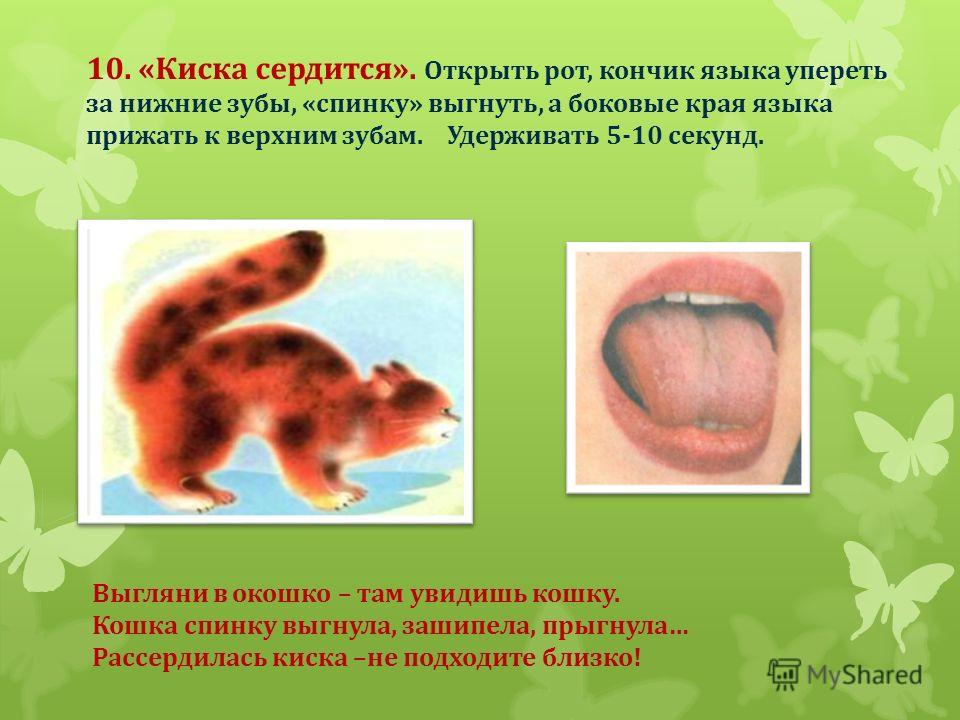 10. «Киска сердится». Открыть рот, кончик языка упереть
за нижние зубы, «спинку» выгнуть, а боковые края языка
прижать к верхним зубам. Удерживать 5-10 секунд.
Выгляни в окошко – там увидишь кошку.
Кошка спинку выгнула, зашипела, прыгнула...
Рассердилась киска –не подходите близко!
MyShared